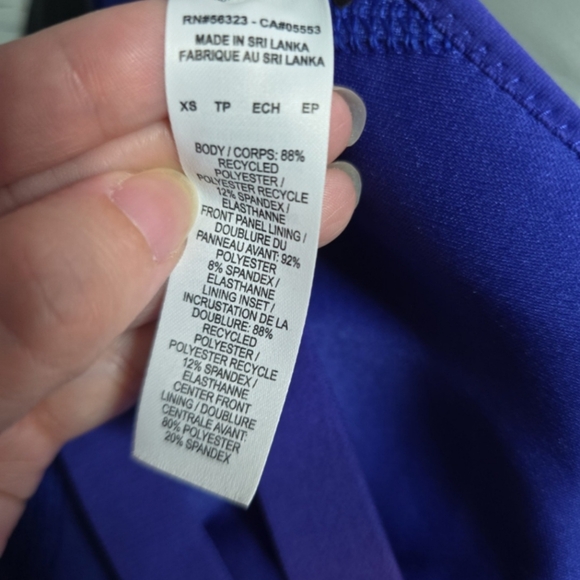 RN#56323 - CA#05553
MADE IN SRI LANKA
FABRIQUE AU SRI LANKA
XS TP ECH EP
BODY / CORPS: 88%
RECYCLED
POLYESTER /
POLYESTER RECYCLE
12% SPANDEX /
ELASTHANNE
FRONT PANEL LINING /
DOUBLURE DU
PANNEAU AVANT: 92%
POLYESTER
8% SPANDEX /
ELASTHANNE
LINING INSET /
INCRUSTATION DE LA
DOUBLURE: 88%
RECYCLED
POLYESTER /
POLYESTER RECYCLE
12% SPANDEX /
ELASTHANNE
CENTER FRONT
LINING / DOUBLURE
CENTRALE AVANT:
80% POLYESTER
20% SPANDEX